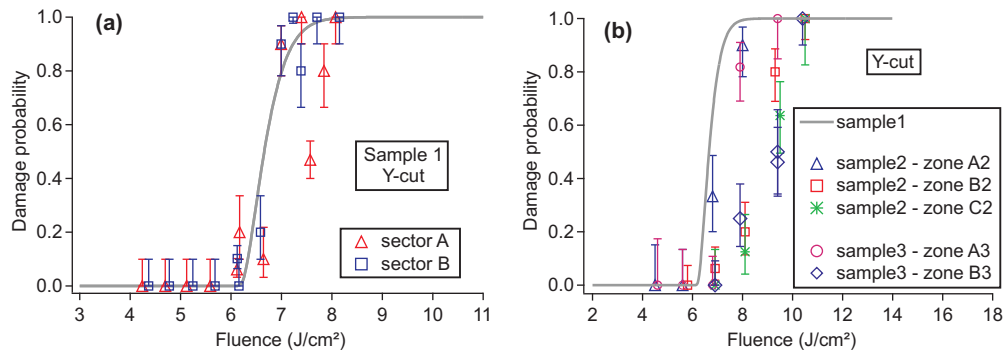 (a)
Damage probability
1.0
0.8
0.6
0.4
0.2
0.0
Sample 1
Y-cut
sector A
sector B
3 4 5 6 7 8 9 10 11
Fluence (J/cm²)
(b)
Damage probability
1.0
0.8
0.6
0.4
0.2
0.0
Y-cut
sample1
sample2 - zone A2
sample2 - zone B2
sample2 - zone C2
sample3 - zone A3
sample3 - zone B3
2 4 6 8 10 12 14 16 18
Fluence (J/cm²)